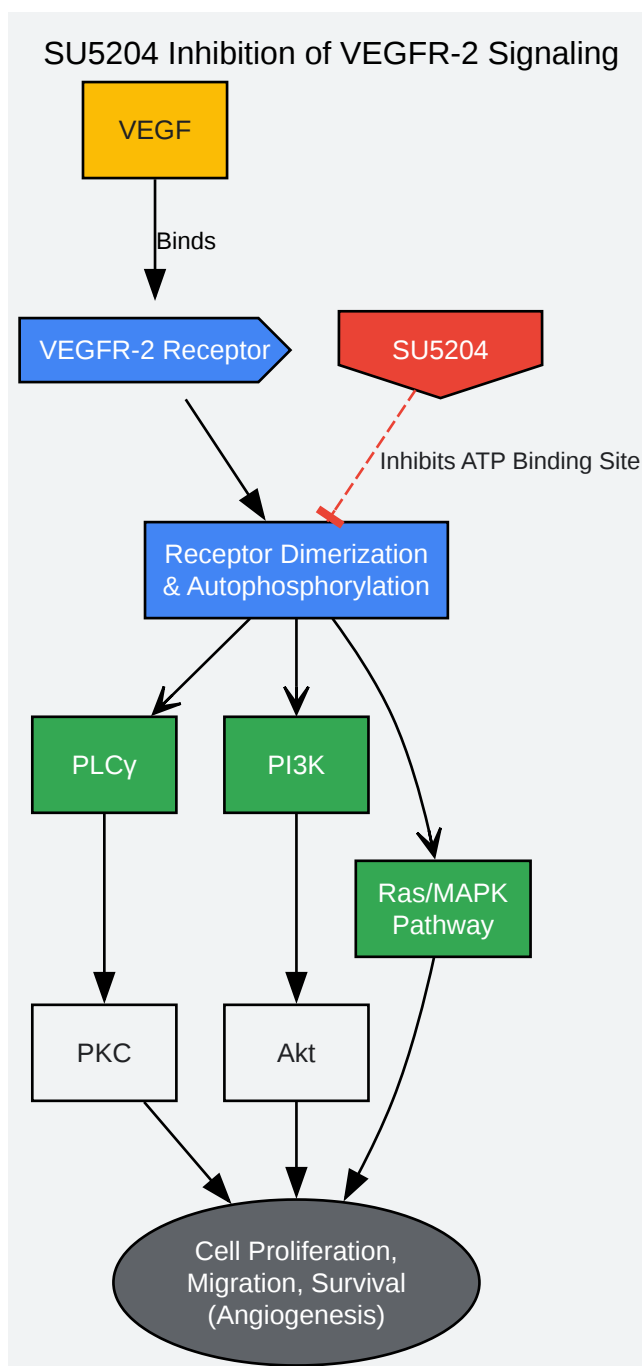 SU5204 Inhibition of VEGFR-2 Signaling
VEGF
Binds
VEGFR-2 Receptor
SU5204
Inhibits ATP Binding Site
Receptor Dimerization
& Autophosphorylation
PLCγ
PI3K
Ras/MAPK
Pathway
PKC
Akt
Cell Proliferation,
Migration, Survival
(Angiogenesis)